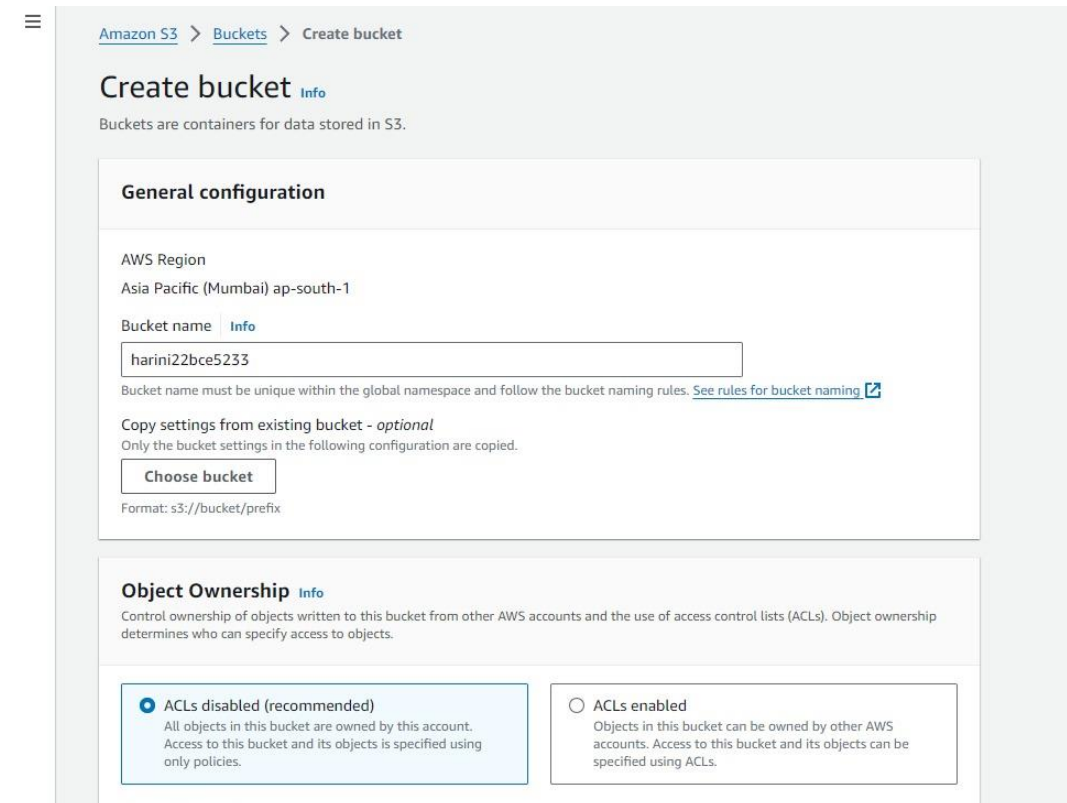 Amazon S3 > Buckets > Create bucket
Create bucket Info
Buckets are containers for data stored in S3.
General configuration
AWS Region
Asia Pacific (Mumbai) ap-south-1
Bucket name Info
harini22bce5233
Bucket name must be unique within the global namespace and follow the bucket naming rules. See rules for bucket naming
Copy settings from existing bucket - optional
Only the bucket settings in the following configuration are copied.
Choose bucket
Format: s3://bucket/prefix
Object Ownership Info
Control ownership of objects written to this bucket from other AWS accounts and the use of access control lists (ACLs). Object ownership
determines who can specify access to objects.
ACLs disabled (recommended)
All objects in this bucket are owned by this account.
Access to this bucket and its objects is specified using
only policies.
ACLs enabled
Objects in this bucket can be owned by other AWS
accounts. Access to this bucket and its objects can be
specified using ACLs.